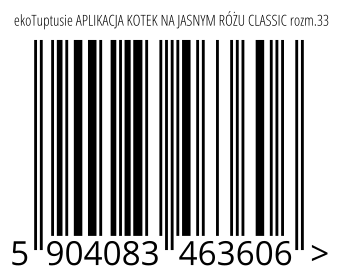 ekoTuptusie APLIKACJA KOTEK NA JASNYM RÓŻU CLASSIC rozm.33
5 904083 463606 >